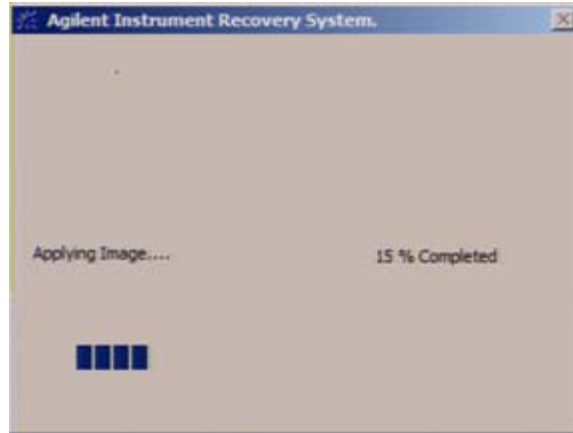 Agilent Instrument Recovery System.
Applying Image....
15 % Completed